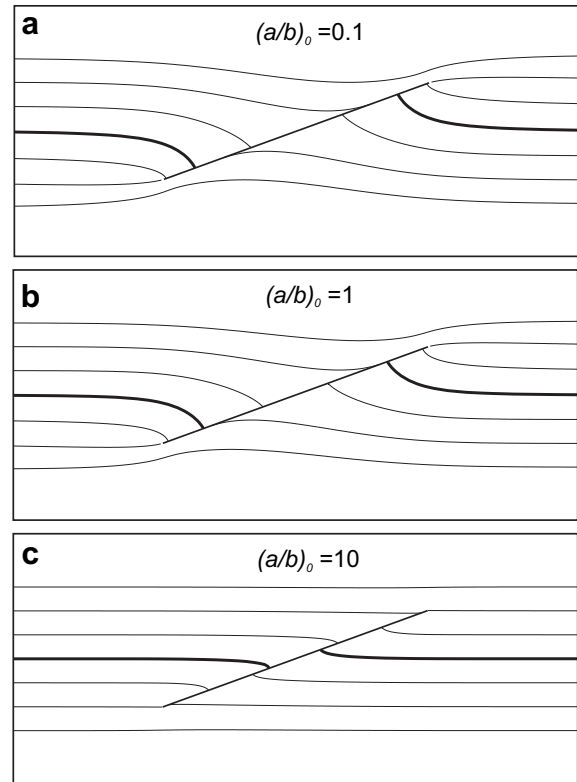 a
(a/b)₀ =0.1
b
(a/b)₀ =1
c
(a/b)₀ =10